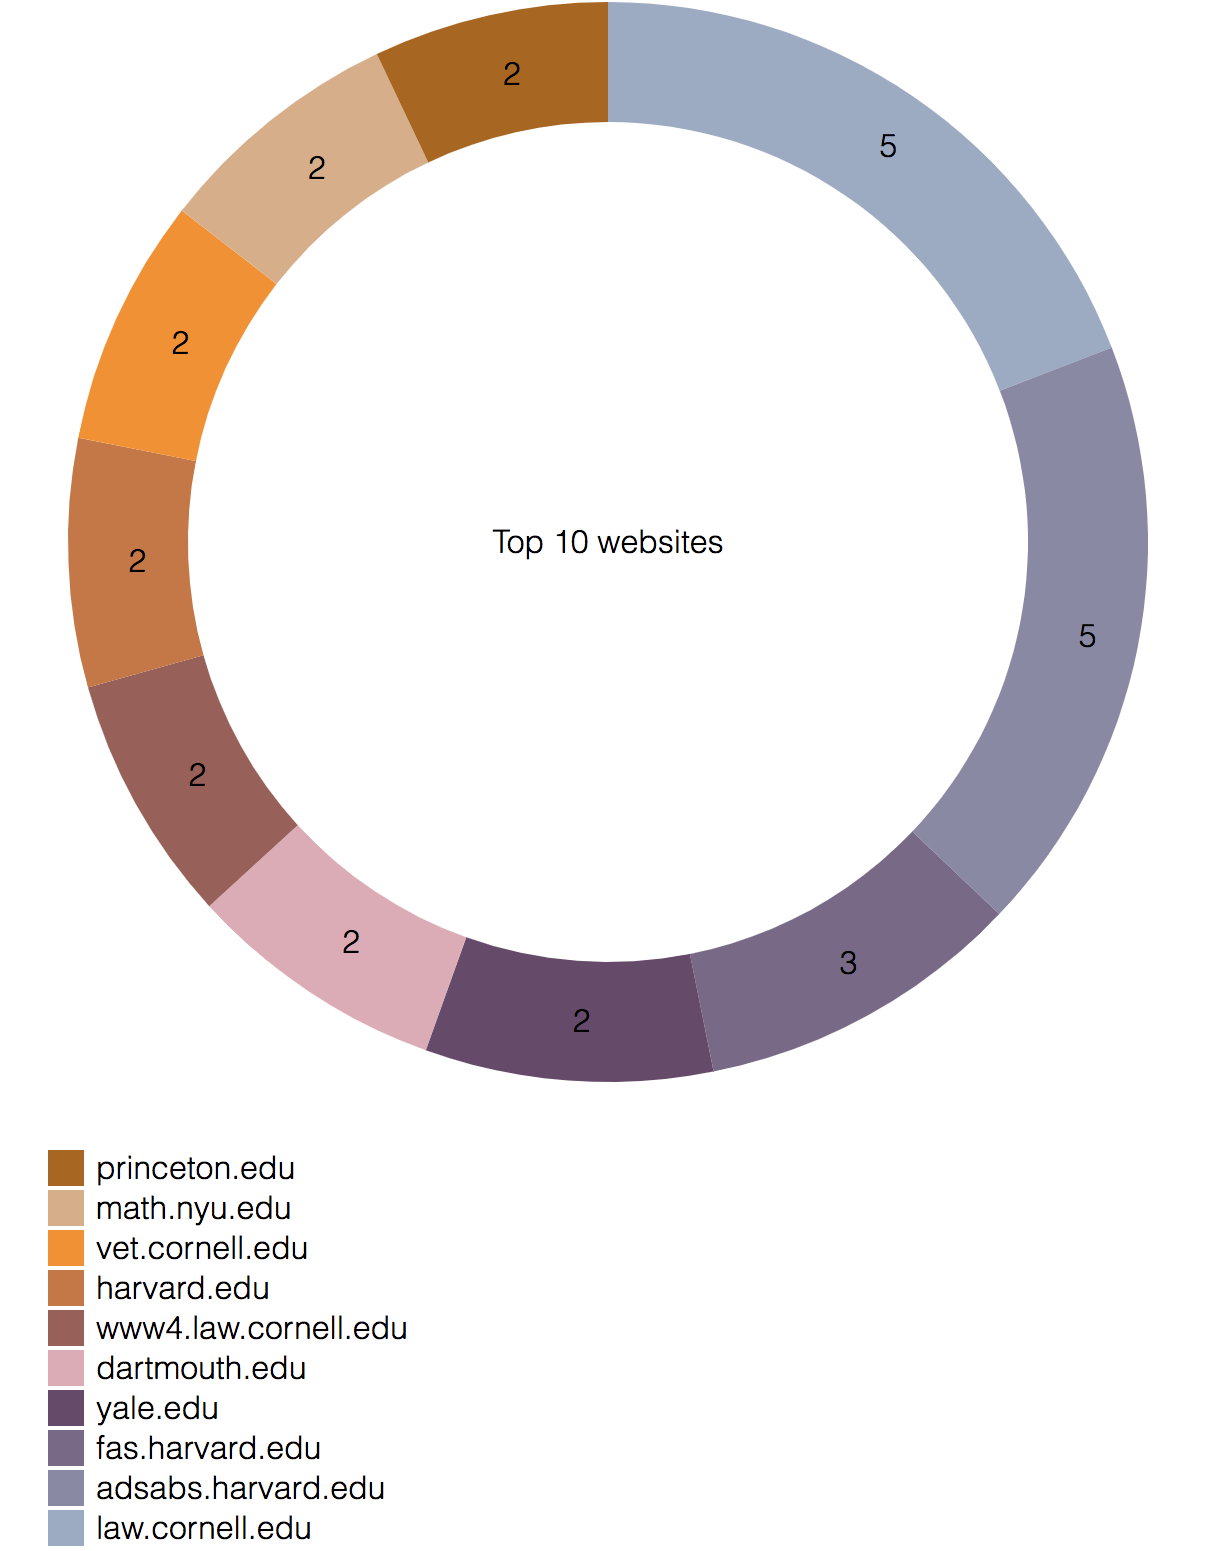 2
5
2
2
Top 10 websites
2
5
2
2
3
2
princeton.edu
math.nyu.edu
vet.cornell.edu
harvard.edu
www4.law.cornell.edu
dartmouth.edu
yale.edu
fas.harvard.edu
adsabs.harvard.edu
law.cornell.edu